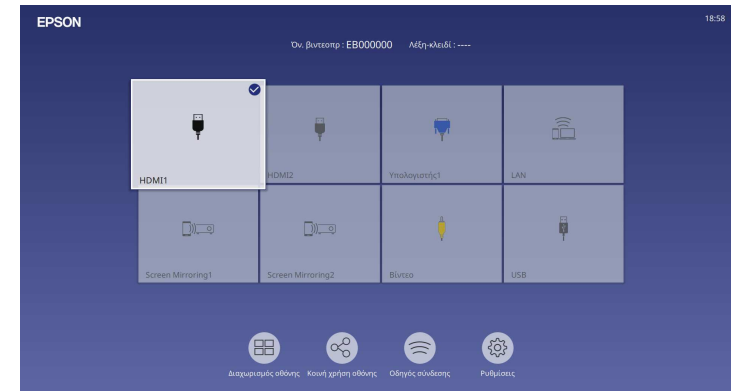 EPSON
18:58
Όν. βιντεοπρ : EB000000 Λέξη-κλειδί : ----
HDMI1
HDMI2
Υπολογιστής1
LAN
Screen Mirroring1
Screen Mirroring2
Βίντεο
USB
Διαχωρισμός οθόνης
Κοινή χρήση οθόνης
Οδηγός σύνδεσης
Ρυθμίσεις